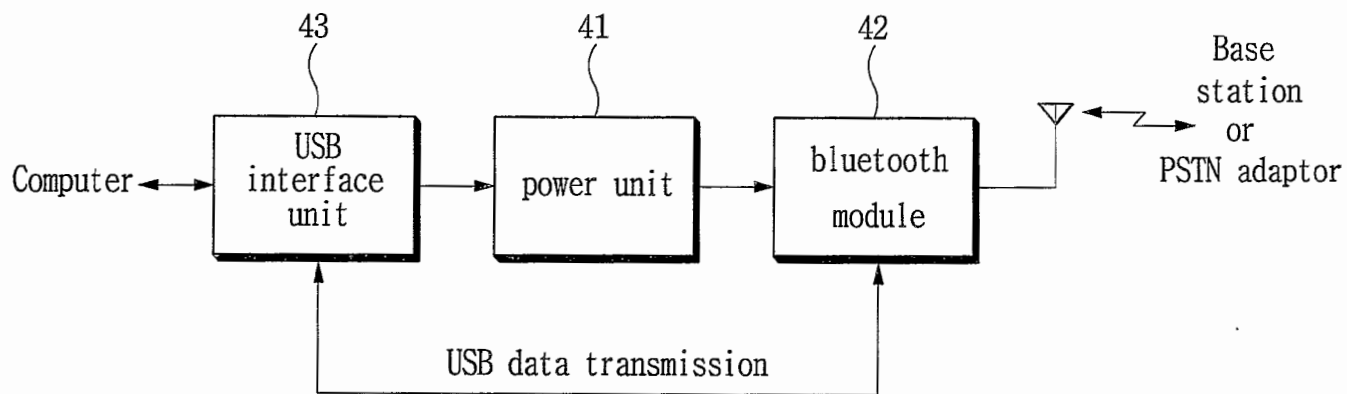 43
41
42
Base
station
or
PSTN adaptor
Computer
USB
interface
unit
power unit
bluetooth
module
USB data transmission